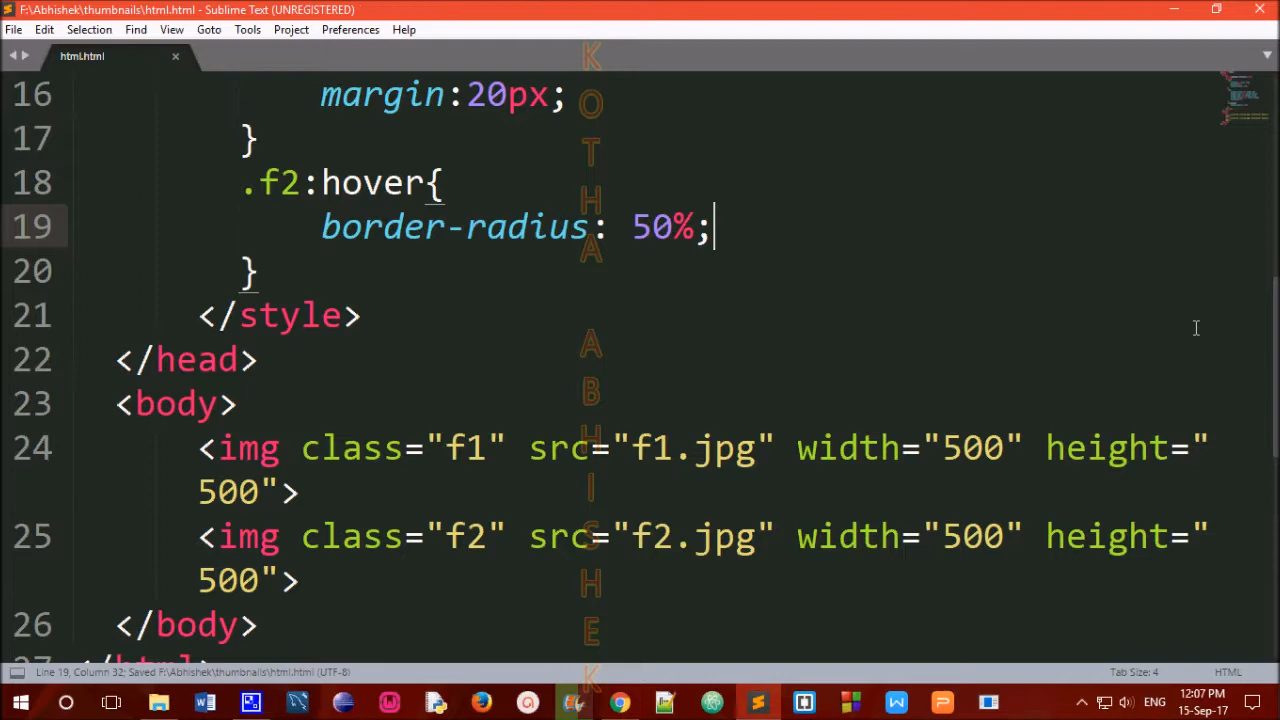 F:\Abhishek\thumbnails\html.html - Sublime Text (UNREGISTERED)
File Edit Selection Find View Goto Tools Project Preferences Help
html.html
16 margin:20px;
17 }
18 .f2:hover{
19 border-radius: 50%;
20 }
21 </style>
22 </head>
23 <body>
24 <img class="f1" src="f1.jpg" width="500" height="
500">
25 <img class="f2" src="f2.jpg" width="500" height="
500">
26 </body>
27 </html>
KOTHA ABHISHEK
Line 19, Column 32; Saved F:\Abhishek\thumbnails\html.html (UTF-8)
Tab Size: 4
HTML
ENG
12:07 PM
15-Sep-17